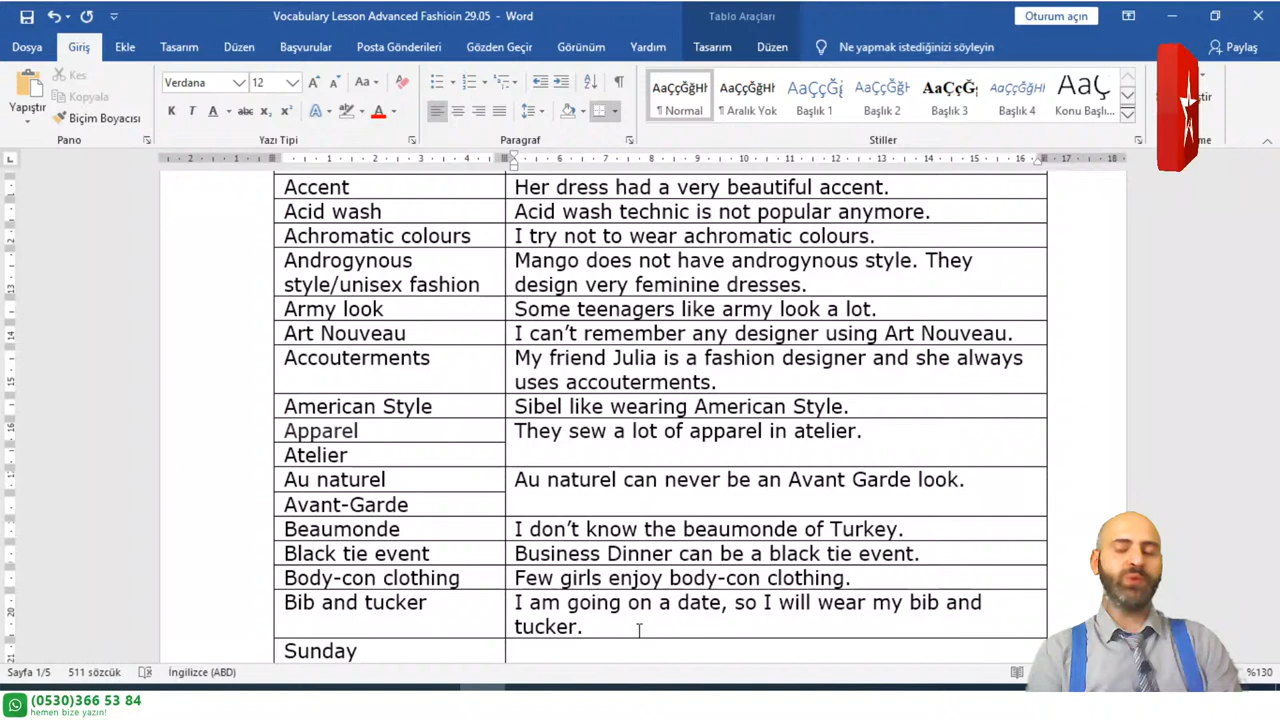 Vocabulary Lesson Advanced Fashioin 29.05 - Word
Tablo Araçları
Oturum açın
Dosya Giriş Ekle Tasarım Düzen Başvurular Posta Gönderileri Gözden Geçir Görünüm Yardım Tasarım Düzen Ne yapmak istediğinizi söyleyin Paylaş
Yapıştır
Kes
Kopyala
Biçim Boyacısı
Verdana 12
¶ Normal ¶ Aralık Yok Başlık 1 Başlık 2 Başlık 3 Başlık 4 Konu Başlı...
Pano Yazı Tipi Paragraf Stiller
Accent Her dress had a very beautiful accent.
Acid wash Acid wash technic is not popular anymore.
Achromatic colours I try not to wear achromatic colours.
Androgynous Mango does not have androgynous style. They
style/unisex fashion design very feminine dresses.
Army look Some teenagers like army look a lot.
Art Nouveau I can't remember any designer using Art Nouveau.
Accouterments My friend Julia is a fashion designer and she always
uses accouterments.
American Style Sibel like wearing American Style.
Apparel They sew a lot of apparel in atelier.
Atelier
Au naturel Au naturel can never be an Avant Garde look.
Avant-Garde
Beaumonde I don't know the beaumonde of Turkey.
Black tie event Business Dinner can be a black tie event.
Body-con clothing Few girls enjoy body-con clothing.
Bib and tucker I am going on a date, so I will wear my bib and
tucker.
Sunday
Sayfa 1/5 511 sözcük İngilizce (ABD) %130
(0530)366 53 84
hemen bize yazın!